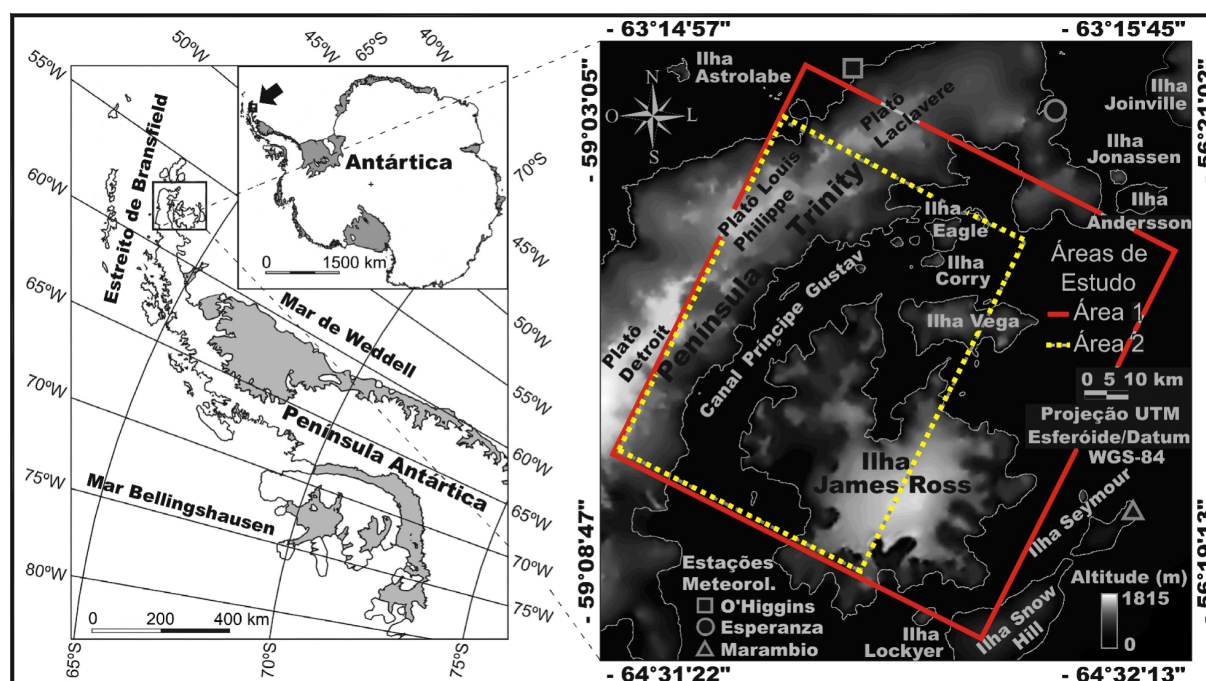 55ºW
50ºW
45ºW
65ºS
40ºW
60ºW
65ºW
70ºW
75ºW
80ºW
Estreito de Bransfield
Antártica
0 1500 km
70ºS
45ºW
50ºW
55ºW
60ºW
65ºW
70ºW
75ºW
Mar de Weddell
Península Antártica
Mar Bellingshausen
0 200 400 km
65ºS
70ºS
75ºS
- 63°14'57"
- 63°15'45"
- 59°03'05"
- 56°24'03"
- 59°08'47"
- 56°19'13"
- 64°31'22"
- 64°32'13"
Ilha
Astrolabe
N
O
L
S
Platô
Laclavere
Ilha
Joinville
Ilha
Jonassen
Ilha
Andersson
Platô Louis
Philippe
Península Trinity
Platô
Detroit
Canal Príncipe Gustav
Ilha
Eagle
Ilha
Corry
Ilha Vega
Áreas de
Estudo
Área 1
Área 2
0 5 10 km
Projeção UTM
Esferóide/Datum
WGS-84
Ilha
James Ross
Ilha Seymour
Ilha Snow
Hill
Ilha
Lockyer
Estações
Meteorol.
O'Higgins
Esperanza
Marambio
Altitude (m)
1815
0